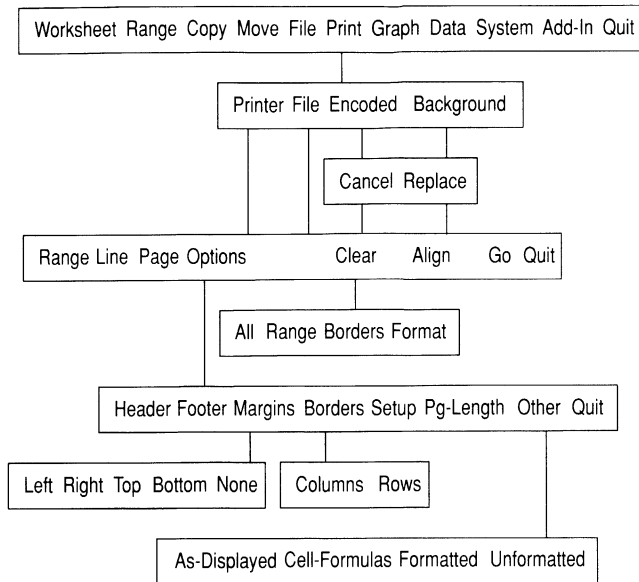 Worksheet Range Copy Move File Print Graph Data System Add-In Quit
Printer File Encoded Background
Cancel Replace
Range Line Page Options Clear Align Go Quit
All Range Borders Format
Header Footer Margins Borders Setup Pg-Length Other Quit
Left Right Top Bottom None
Columns Rows
As-Displayed Cell-Formulas Formatted Unformatted